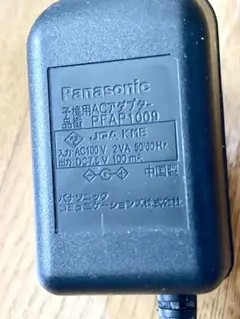 Panasonic
子機用ACアダプター
品番 PFAP1009
JET KME
入力:AC100V 2VA 50/60Hz
出力:DC7.5V 100mA
中国製
パナソニック
コミュニケーションズ株式会社